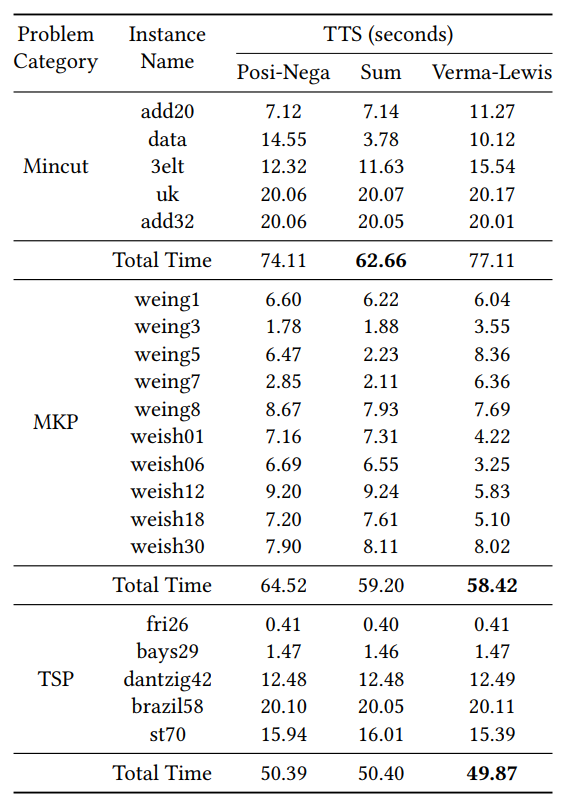 Problem Category Instance Name TTS (seconds)
Posi-Nega Sum Verma-Lewis
Mincut
add20 7.12 7.14 11.27
data 14.55 3.78 10.12
3elt 12.32 11.63 15.54
uk 20.06 20.07 20.17
add32 20.06 20.05 20.01
Total Time 74.11 62.66 77.11
MKP
weing1 6.60 6.22 6.04
weing3 1.78 1.88 3.55
weing5 6.47 2.23 8.36
weing7 2.85 2.11 6.36
weing8 8.67 7.93 7.69
weish01 7.16 7.31 4.22
weish06 6.69 6.55 3.25
weish12 9.20 9.24 5.83
weish18 7.20 7.61 5.10
weish30 7.90 8.11 8.02
Total Time 64.52 59.20 58.42
TSP
fri26 0.41 0.40 0.41
bays29 1.47 1.46 1.47
dantzig42 12.48 12.48 12.49
brazil58 20.10 20.05 20.11
st70 15.94 16.01 15.39
Total Time 50.39 50.40 49.87